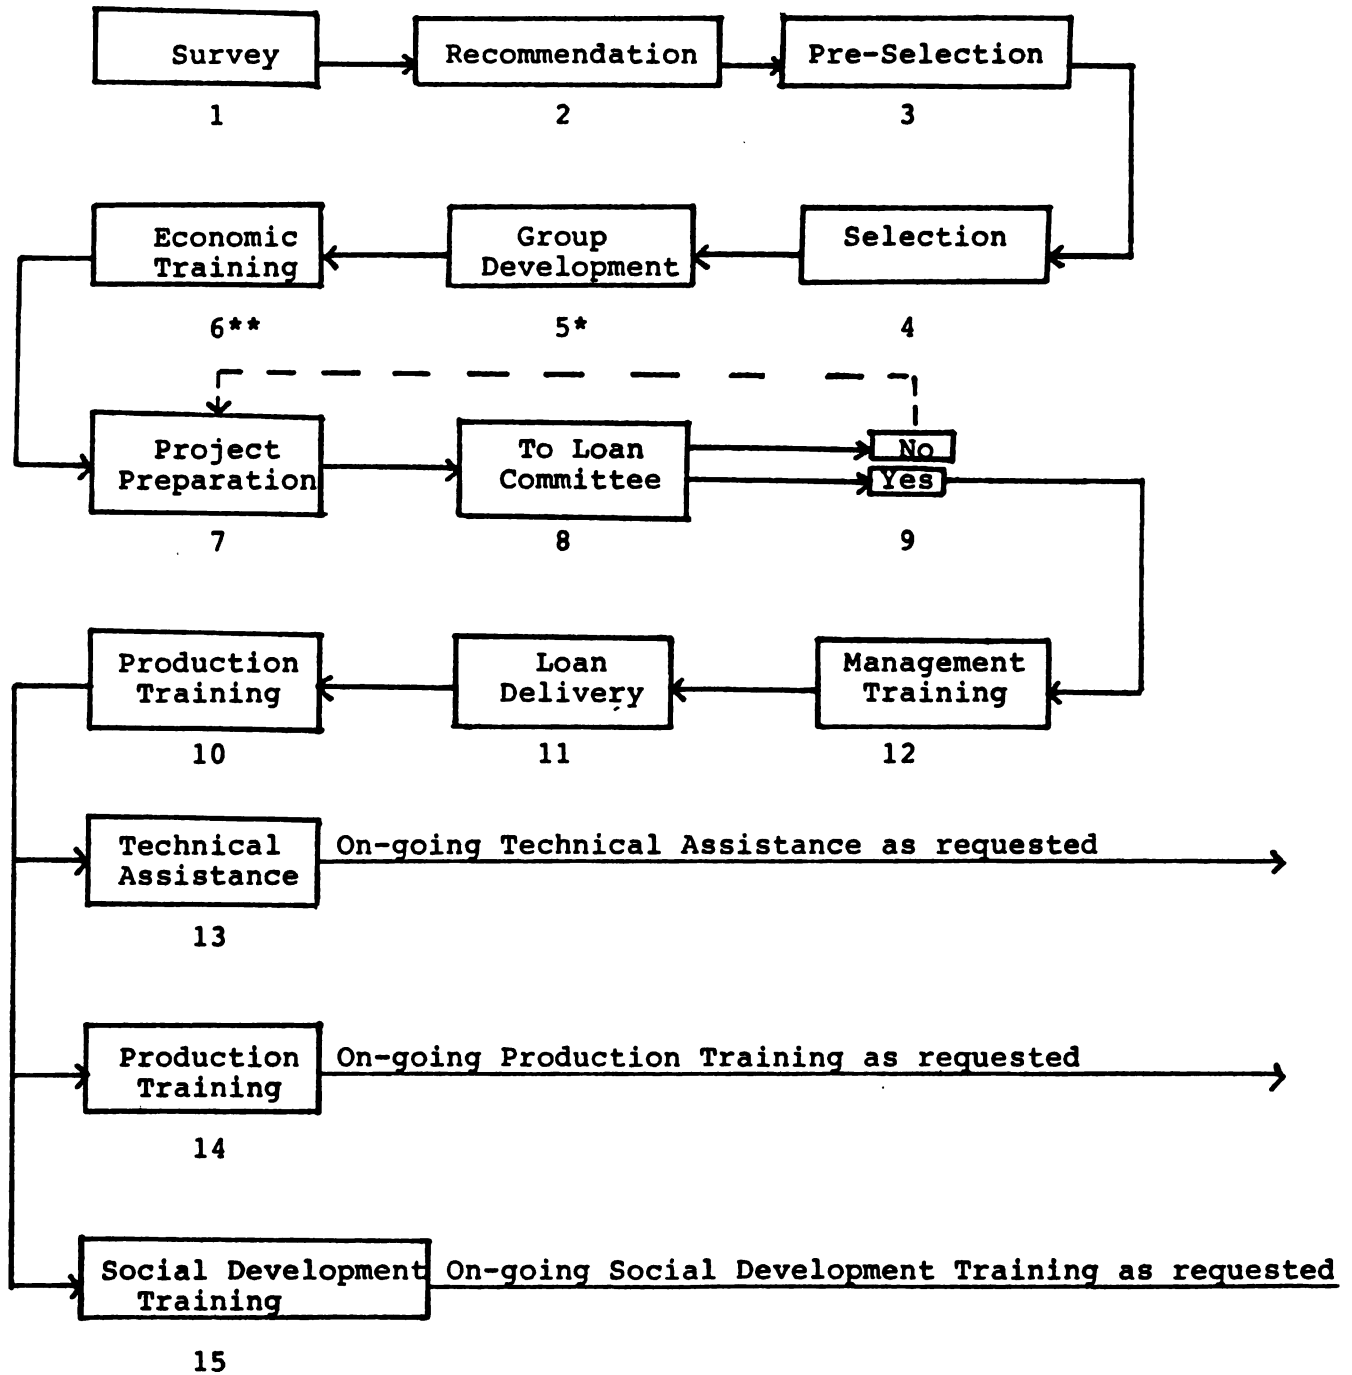 Survey
Recommendation
Pre-Selection
1
2
3
Economic
Training
Group
Development
Selection
6**
5*
4
Project
Preparation
To Loan
Committee
No
Yes
7
8
9
Production
Training
Loan
Delivery
Management
Training
10
11
12
Technical
Assistance
On-going Technical Assistance as requested
13
Production
Training
On-going Production Training as requested
14
Social Development
Training
On-going Social Development Training as requested
15